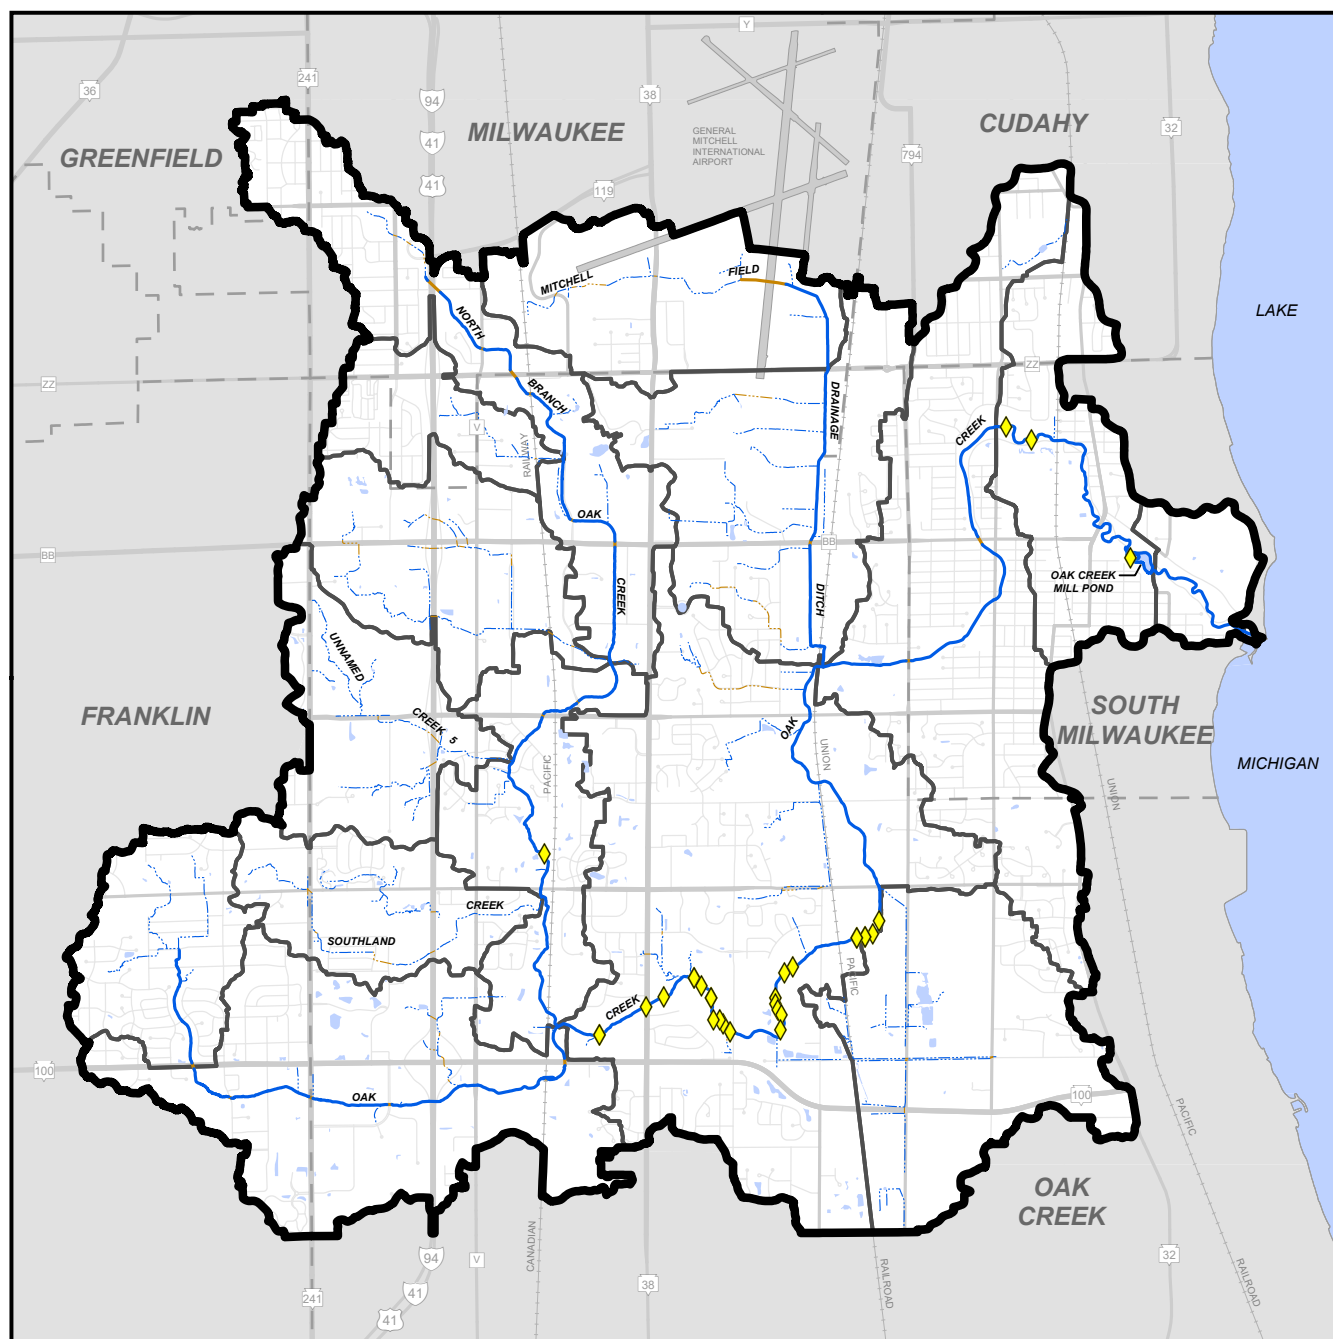 Y
241
36
94
38
MILWAUKEE
CUDAHY
32
41
GENERAL
MITCHELL
INTERNATIONAL
AIRPORT
GREENFIELD
794
41
119
FIELD
MITCHELL
NORTH
LAKE
ZZ
ZZ
BRANCH
DRAINAGE
V
CREEK
RAILWAY
OAK
BB
BB
OAK CREEK
MILL POND
CREEK
DITCH
UNNAMED
FRANKLIN
CREEK 5
OAK
SOUTH
MILWAUKEE
UNION
PACIFIC
MICHIGAN
UNION
CREEK
SOUTHLAND
PACIFIC
CREEK
100
OAK
100
PACIFIC
OAK
CREEK
CANADIAN
94
V
32
RAILROAD
RAILROAD
38
41
241
41